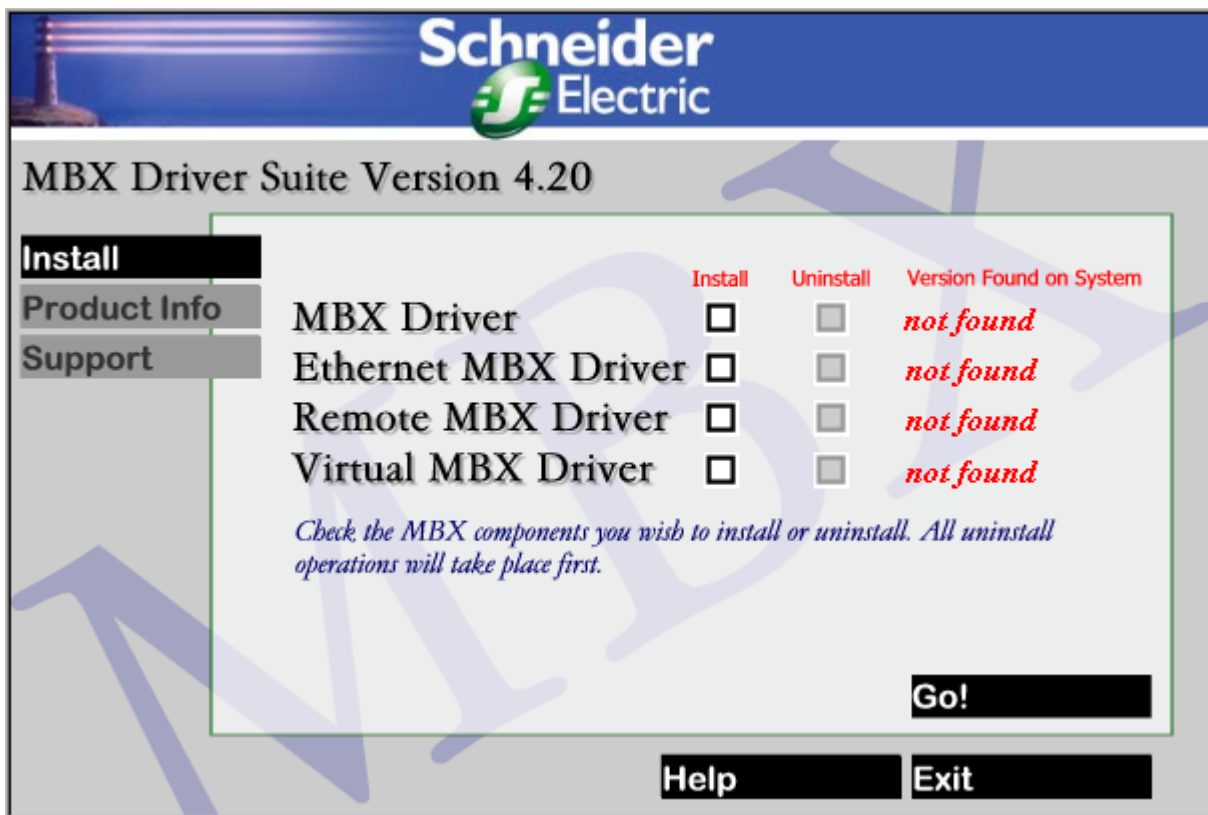 Schneider
Electric
MBX Driver Suite Version 4.20
Install
Product Info
Support
Install Uninstall Version Found on System
MBX Driver not found
Ethernet MBX Driver not found
Remote MBX Driver not found
Virtual MBX Driver not found
Check the MBX components you wish to install or uninstall. All uninstall
operations will take place first.
Go!
Help Exit
MBX